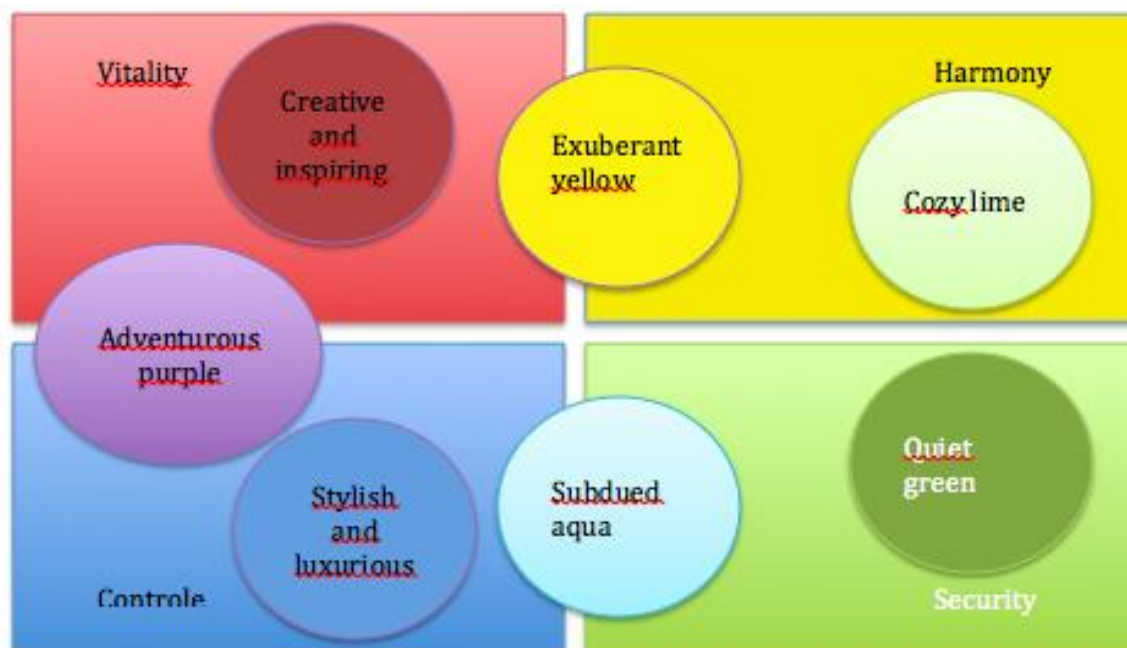 Vitality
Creative
and
inspiring
Exuberant
yellow
Harmony
Cozy lime
Adventurous
purple
Stylish
and
luxurious
Controle
Subdued
aqua
Quiet
green
Security